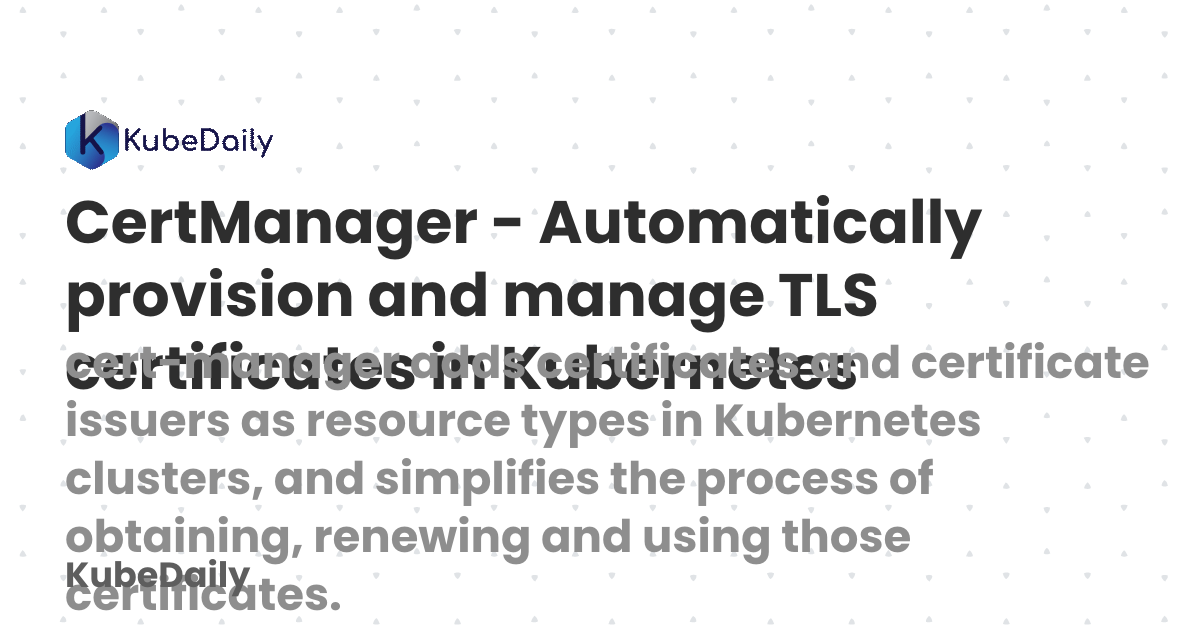 KubeDaily
CertManager - Automatically
provision and manage TLS
certificates in Kubernetes
cert-manager adds certificates and certificate
issuers as resource types in Kubernetes
clusters, and simplifies the process of
obtaining, renewing and using those
KubeDaily
certificates.